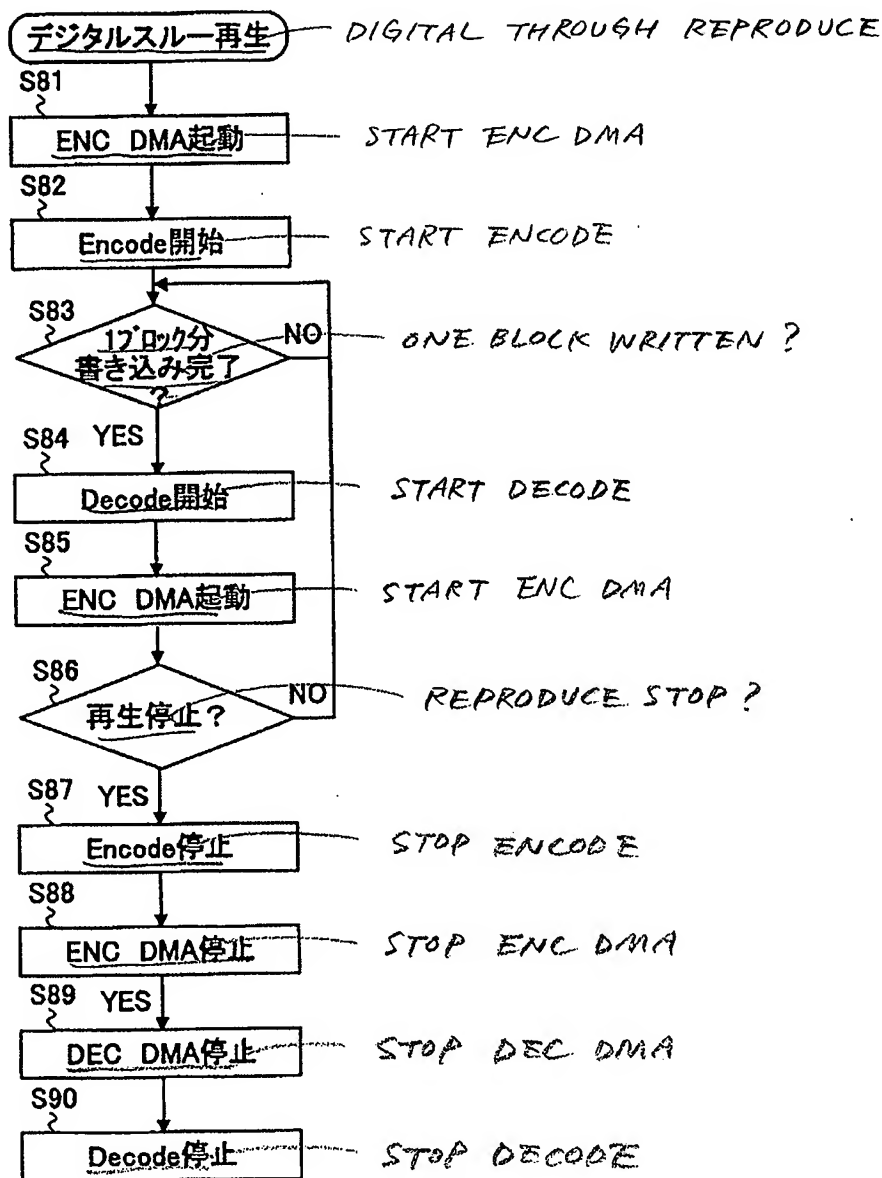 デジタルスルー再生 DIGITAL THROUGH REPRODUCE
S81
ENC DMA起動 START ENC DMA
S82
Encode開始 START ENCODE
S83
1ブロック分 NO ONE BLOCK WRITTEN ?
書き込み完了
?
S84 YES
Decode開始 START DECODE
S85
ENC DMA起動 START ENC DMA
S86
NO
再生停止? REPRODUCE STOP ?
S87 YES
Encode停止 STOP ENCODE
S88
ENC DMA停止 STOP ENC DMA
S89 YES
DEC DMA停止 STOP DEC DMA
S90
Decode停止 STOP DECODE